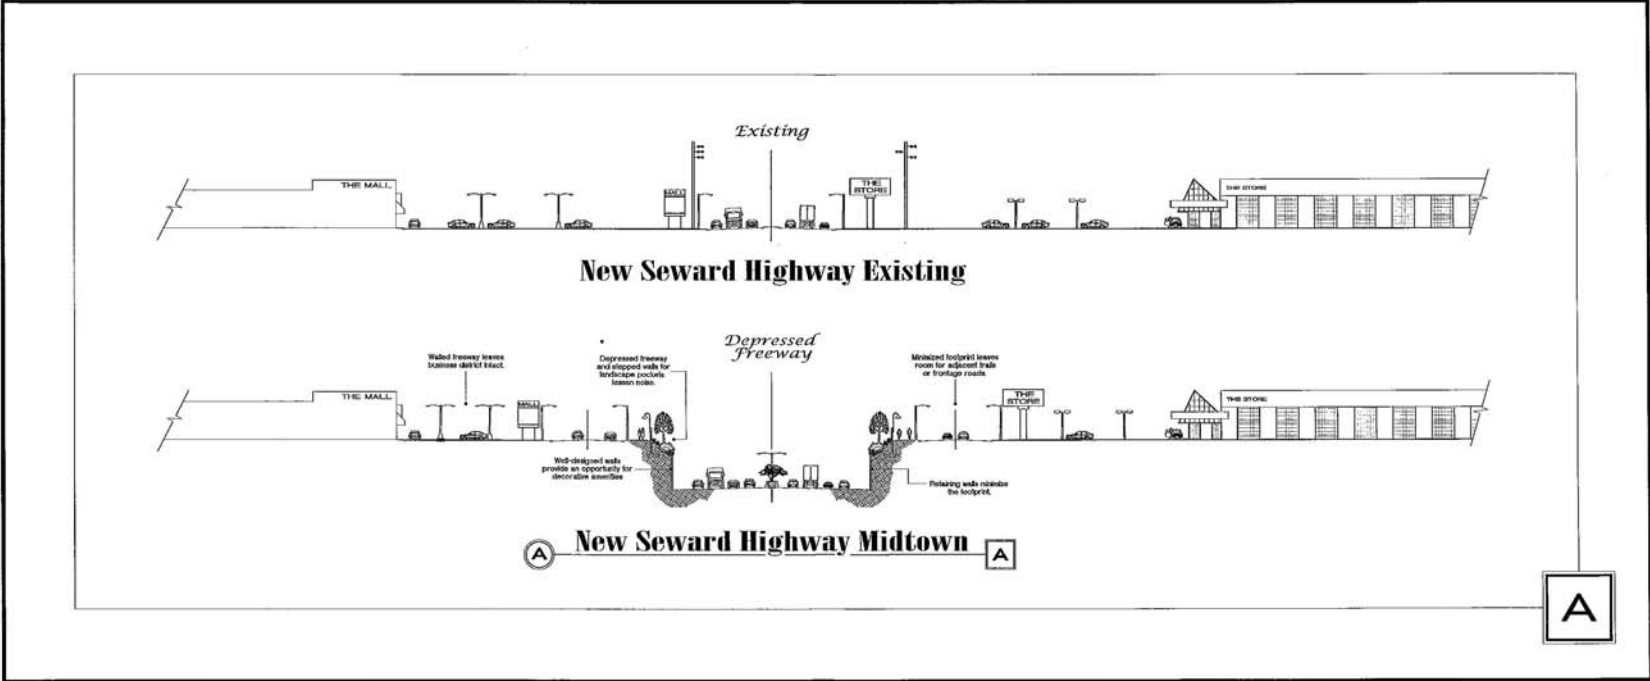 Existing
THE MALL
MALL
THE
STORE
THE STORE
New Seward Highway Existing
Depressed
Freeway
Walled freeway leaves
business district intact.
Depressed freeway
and stepped walls for
landscape pockets
lessen noise.
Minimized footprint leaves
room for adjacent trails
or frontage roads.
THE MALL
MALL
THE
STORE
THE STORE
Well-designed walls
provide an opportunity for
decorative amenities
Retaining walls minimize
the footprint.
A New Seward Highway Midtown A
A